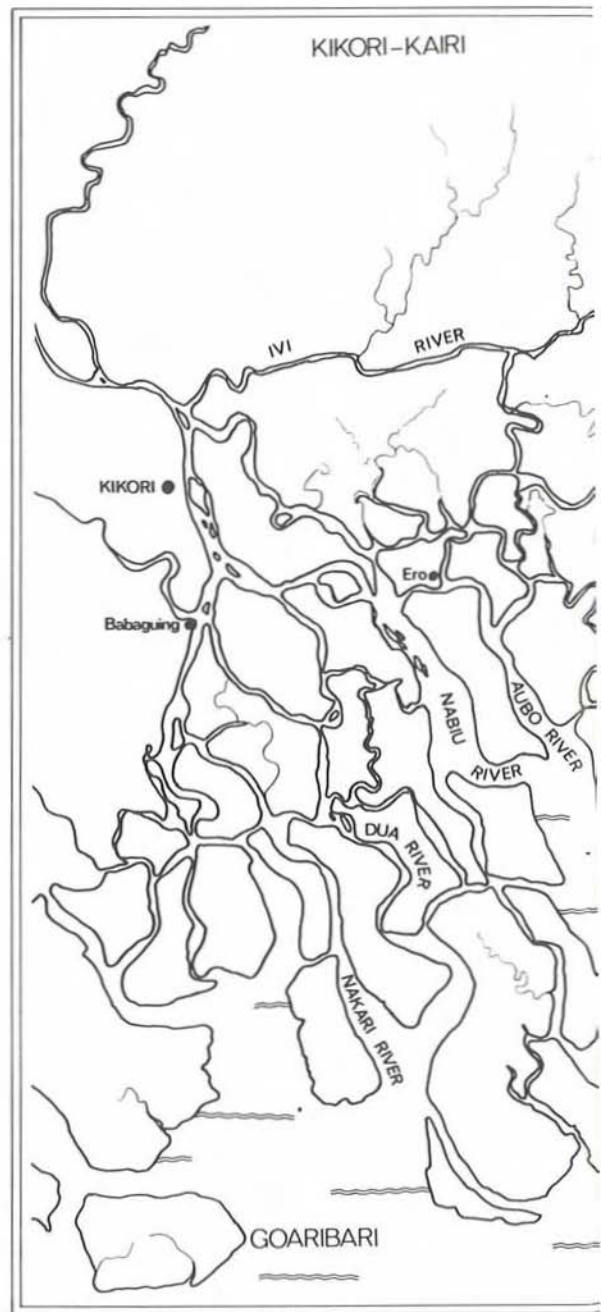 KIKORI-KAIRI
IVI RIVER
KIKORI
Ero
Babaguing
NABIU RIVER
AUBO RIVER
DUA RIVER
NAKARI RIVER
GOARIBARI